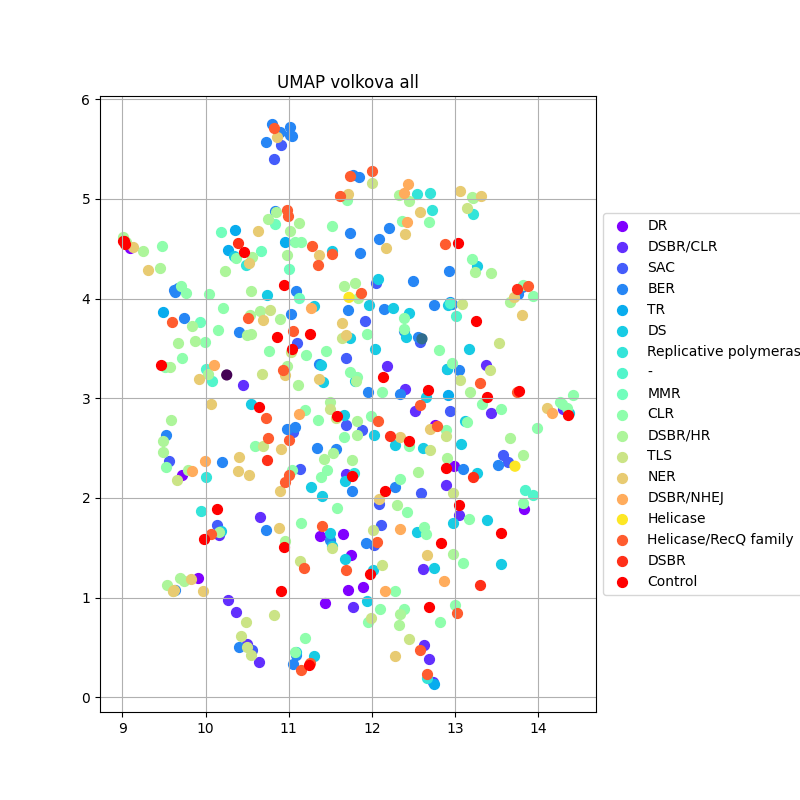 UMAP volkova all
6
5
4
3
2
1
0
9 10 11 12 13 14
DR
DSBR/CLR
SAC
BER
TR
DS
Replicative polymeras
-
MMR
CLR
DSBR/HR
TLS
NER
DSBR/NHEJ
Helicase
Helicase/RecQ family
DSBR
Control